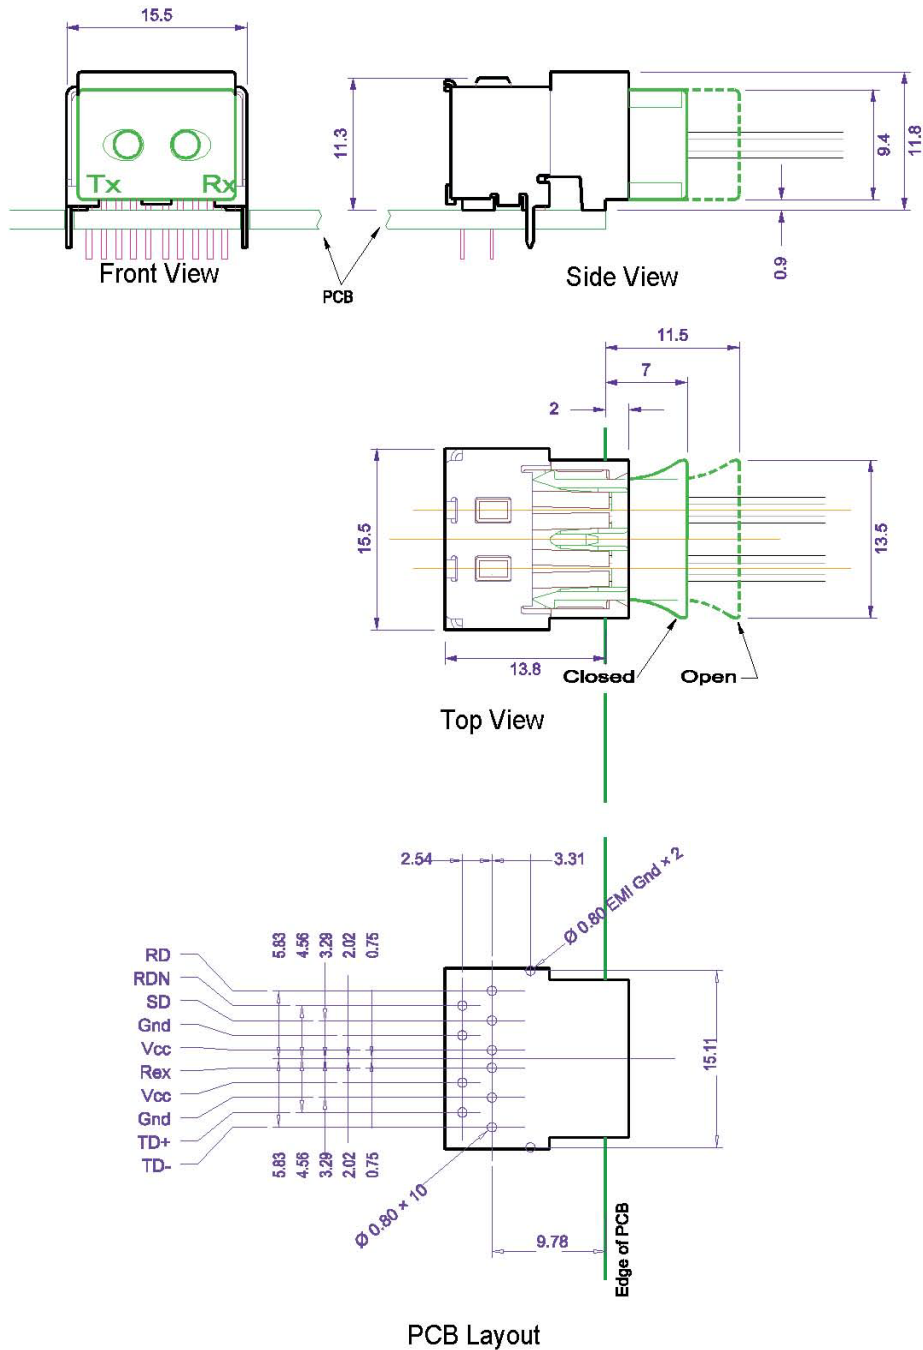 15.5
11.3
9.4
11.8
0.9
Tx Rx
Front View
PCB
Side View
11.5
7
2
15.5
13.5
13.8
Closed
Open
Top View
2.54
3.31
Ø 0.80 EMI Gnd × 2
5.83
4.56
3.29
2.02
0.75
RD
RDN
SD
Gnd
Vcc
Rex
Vcc
Gnd
TD+
TD-
15.11
5.83
4.56
3.29
2.02
0.75
Ø 0.80 × 10
9.78
Edge of PCB
PCB Layout